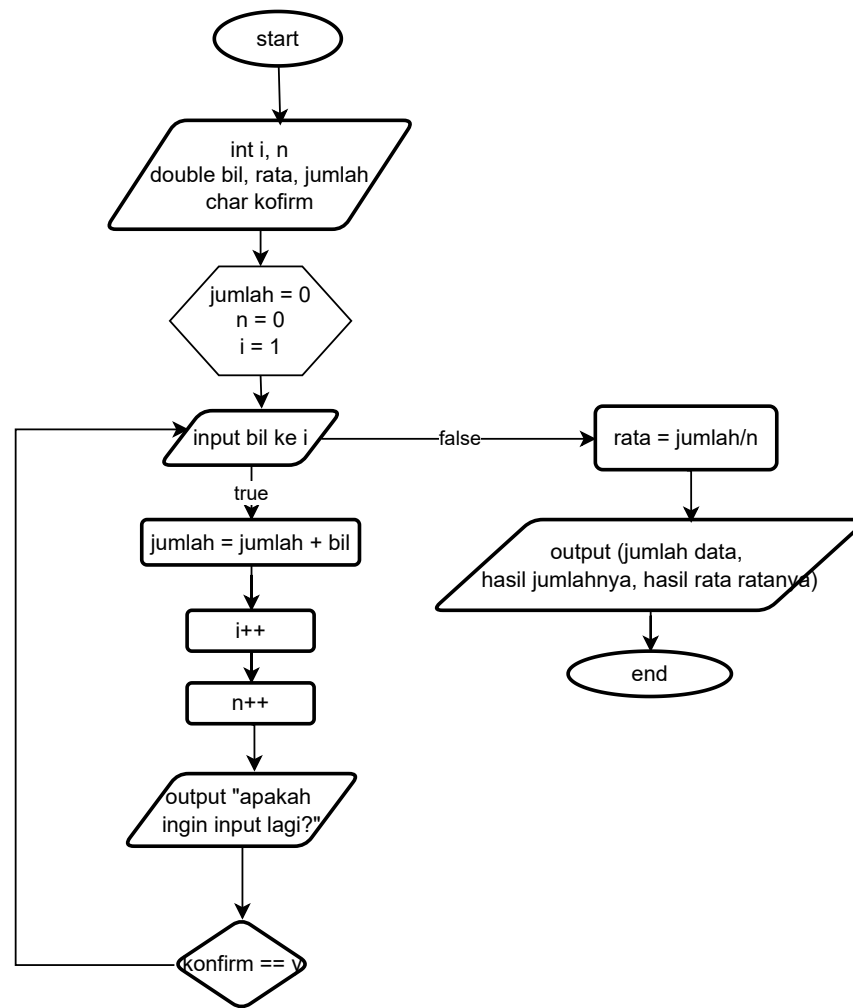 start
int i, n
double bil, rata, jumlah
char kofirm
jumlah = 0
n = 0
i = 1
input bil ke i
false
rata = jumlah/n
true
jumlah = jumlah + bil
output (jumlah data,
hasil jumlahnya, hasil rata ratanya)
i++
end
n++
output "apakah
ingin input lagi?"
konfirm == y